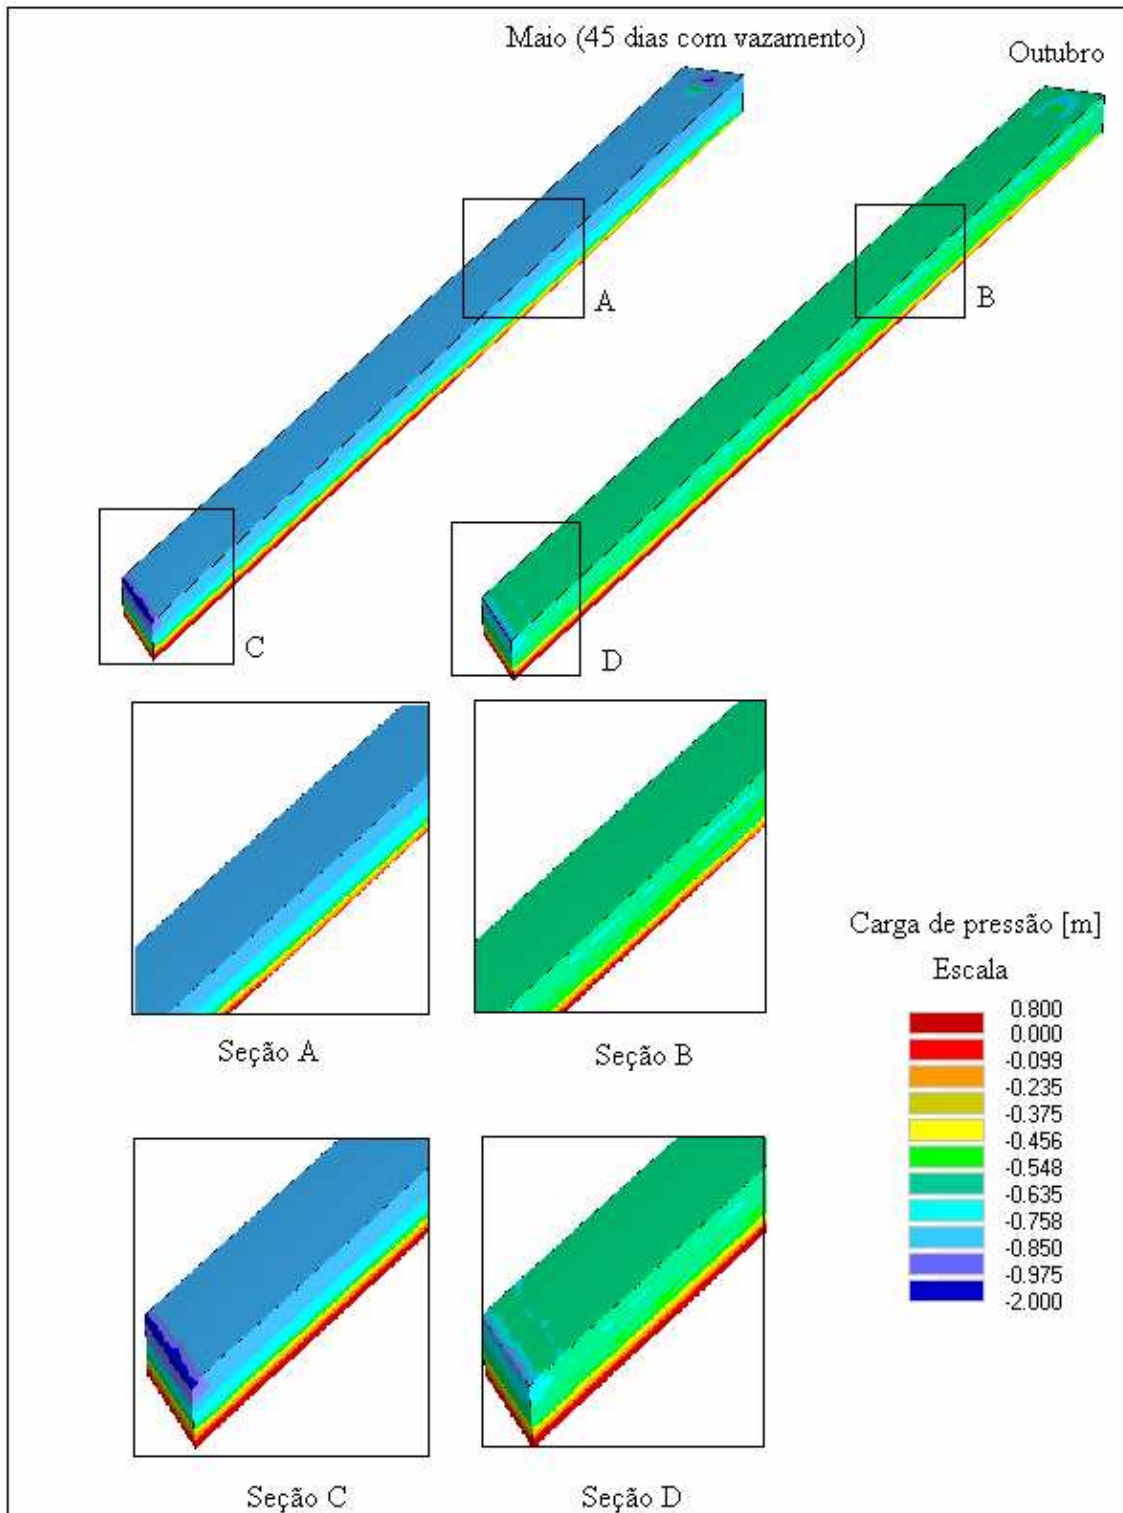 Maio (45 dias com vazamento)
Outubro
A
B
C
D
Seção A
Seção B
Carga de pressão [m]
Escala
0.800
0.000
-0.099
-0.235
-0.375
-0.456
-0.548
-0.635
-0.758
-0.850
-0.975
-2.000
Seção C
Seção D